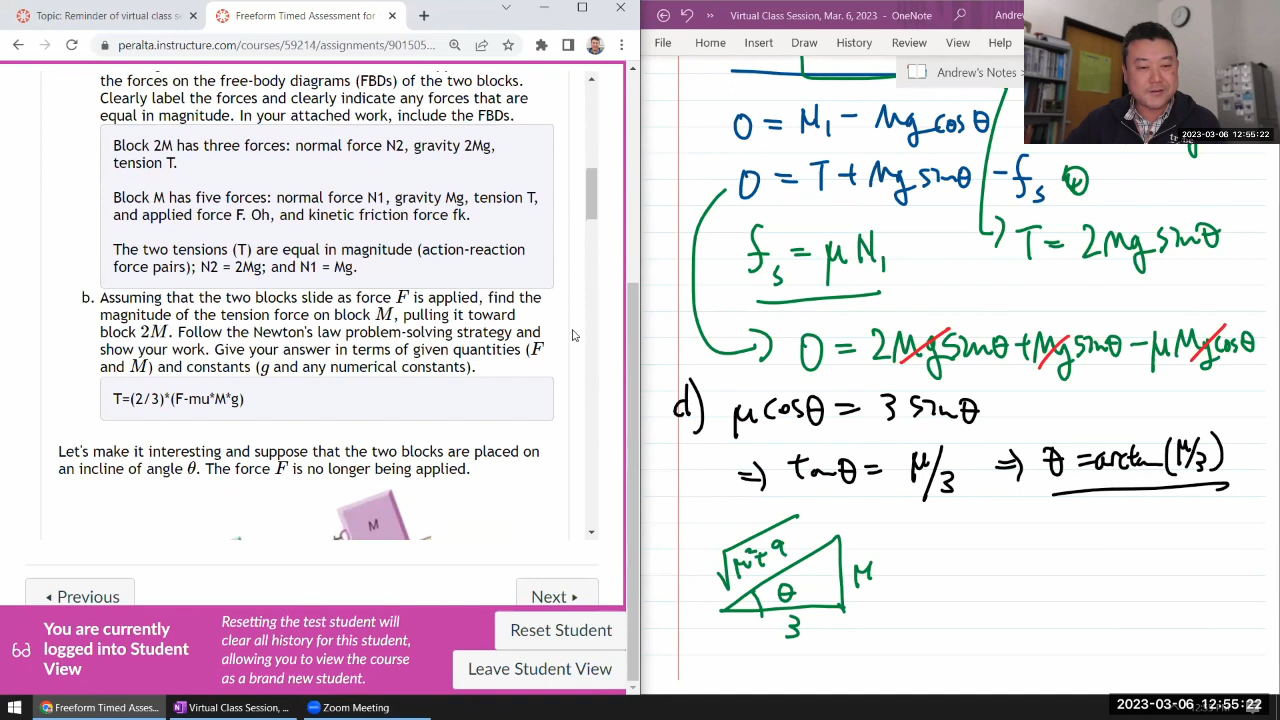 Topic: Reminder of virtual class se
Freeform Timed Assessment for
peralta.instructure.com/courses/59214/assignments/901505...
the forces on the free-body diagrams (FBDs) of the two blocks.
Clearly label the forces and clearly indicate any forces that are
equal in magnitude. In your attached work, include the FBDs.
Block 2M has three forces: normal force N2, gravity 2Mg,
tension T.
Block M has five forces: normal force N1, gravity Mg, tension T,
and applied force F. Oh, and kinetic friction force fk.
The two tensions (T) are equal in magnitude (action-reaction
force pairs); N2 = 2Mg; and N1 = Mg.
b. Assuming that the two blocks slide as force F is applied, find the
magnitude of the tension force on block M, pulling it toward
block 2M. Follow the Newton's law problem-solving strategy and
show your work. Give your answer in terms of given quantities (F
and M) and constants (g and any numerical constants).
T=(2/3)*(F-mu*M*g)
Let's make it interesting and suppose that the two blocks are placed on
an incline of angle θ. The force F is no longer being applied.
M
Previous
Next
You are currently
logged into Student
View
Resetting the test student will
clear all history for this student,
allowing you to view the course
as a brand new student.
Reset Student
Leave Student View
Virtual Class Session, Mar. 6, 2023 - OneNote
Andre
File Home Insert Draw History Review View Help
Andrew's Notes >
0 = N₁ - Mg cosθ
0 = T + Mg sinθ - fs
fs = μ N₁
T = 2Mg sinθ
0 = 2Mg sinθ + Mg sinθ - μ Mg cosθ
d) μ cosθ = 3 sinθ
⇒ tanθ = μ/3 ⇒ θ = arctan(μ/3)
√μ²+9
θ
μ
3
2023-03-06 12:55:22
Freeform Timed Asses...
Virtual Class Session, ...
Zoom Meeting
2023-03-06 12:55:22